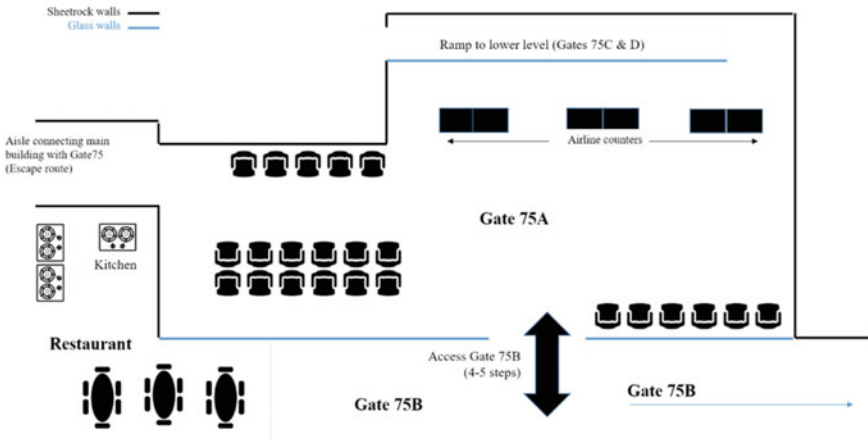 Sheetrock walls
Glass walls
Ramp to lower level (Gates 75C & D)
Aisle connecting main
building with Gate75
(Escape route)
Airline counters
Gate 75A
Kitchen
Restaurant
Access Gate 75B
(4-5 steps)
Gate 75B
Gate 75B